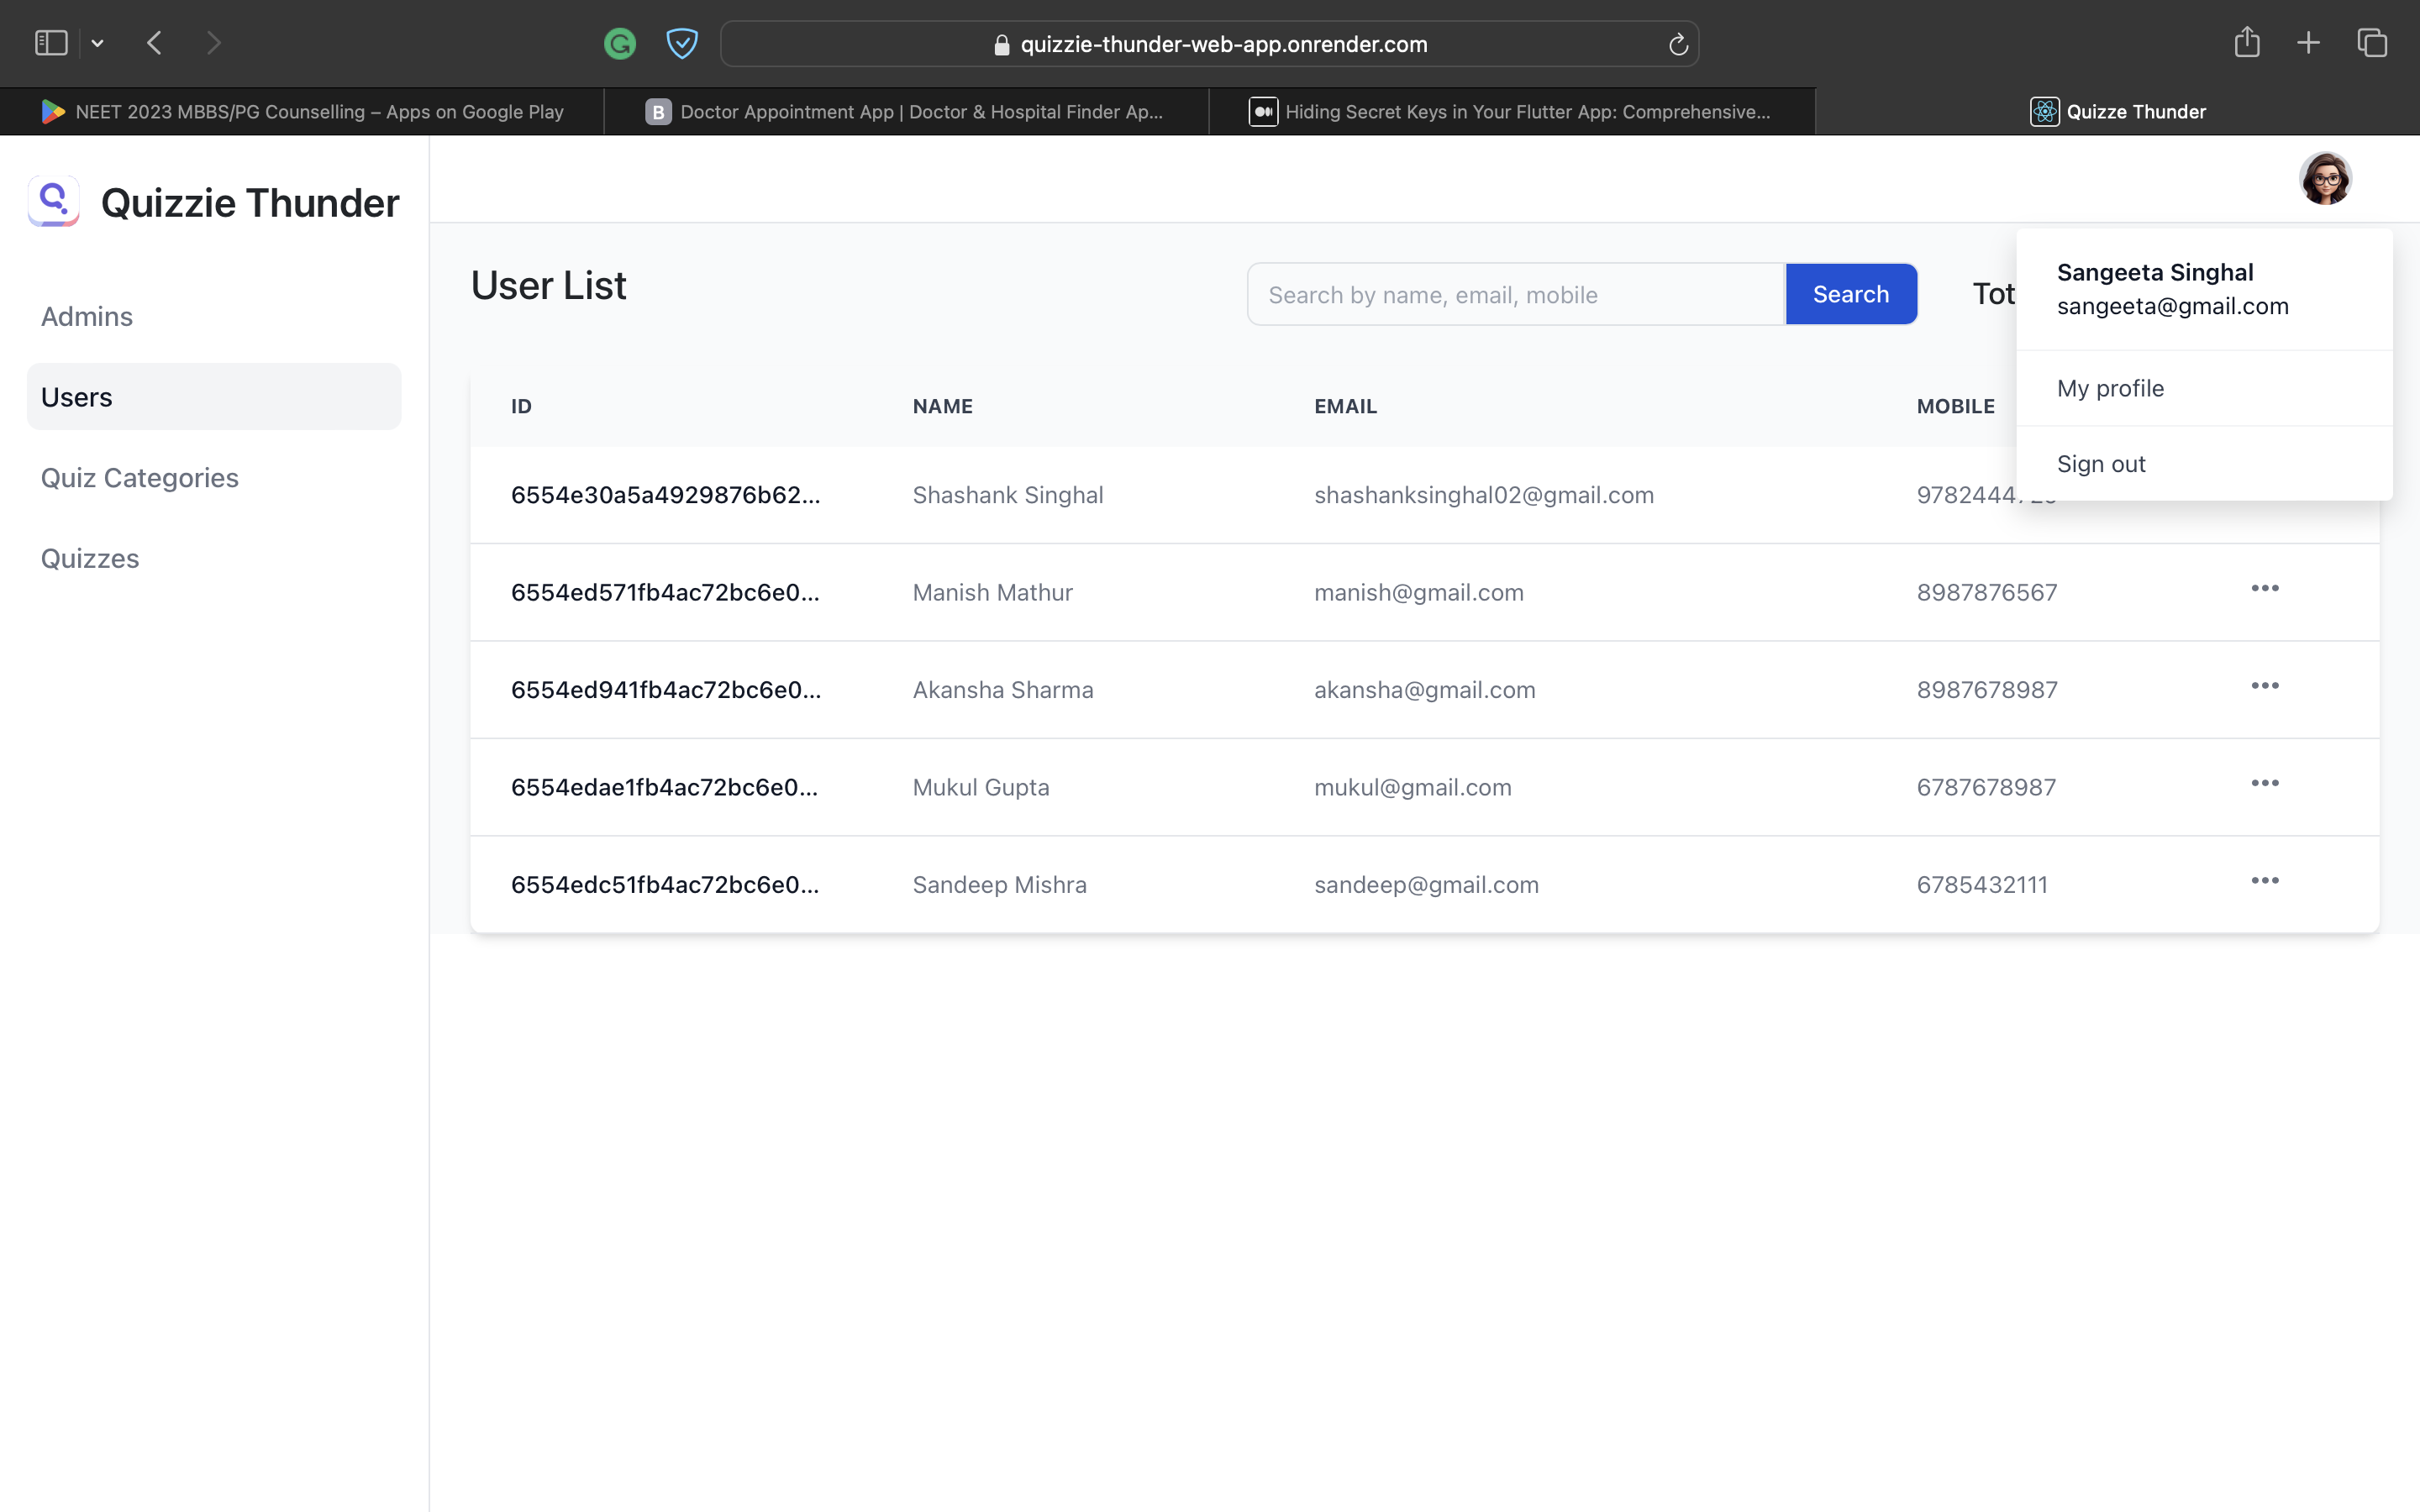 quizzie-thunder-web-app.onrender.com
NEET 2023 MBBS/PG Counselling – Apps on Google Play
B Doctor Appointment App | Doctor & Hospital Finder Ap...
Hiding Secret Keys in Your Flutter App: Comprehensive...
Quizze Thunder
Quizzie Thunder
Admins
Users
Quiz Categories
Quizzes
User List
Search by name, email, mobile
Search
Sangeeta Singhal
sangeeta@gmail.com
My profile
Sign out
ID NAME EMAIL MOBILE
6554e30a5a4929876b62... Shashank Singhal shashanksinghal02@gmail.com
6554ed571fb4ac72bc6e0... Manish Mathur manish@gmail.com 8987876567
6554ed941fb4ac72bc6e0... Akansha Sharma akansha@gmail.com 8987678987
6554edae1fb4ac72bc6e0... Mukul Gupta mukul@gmail.com 6787678987
6554edc51fb4ac72bc6e0... Sandeep Mishra sandeep@gmail.com 6785432111